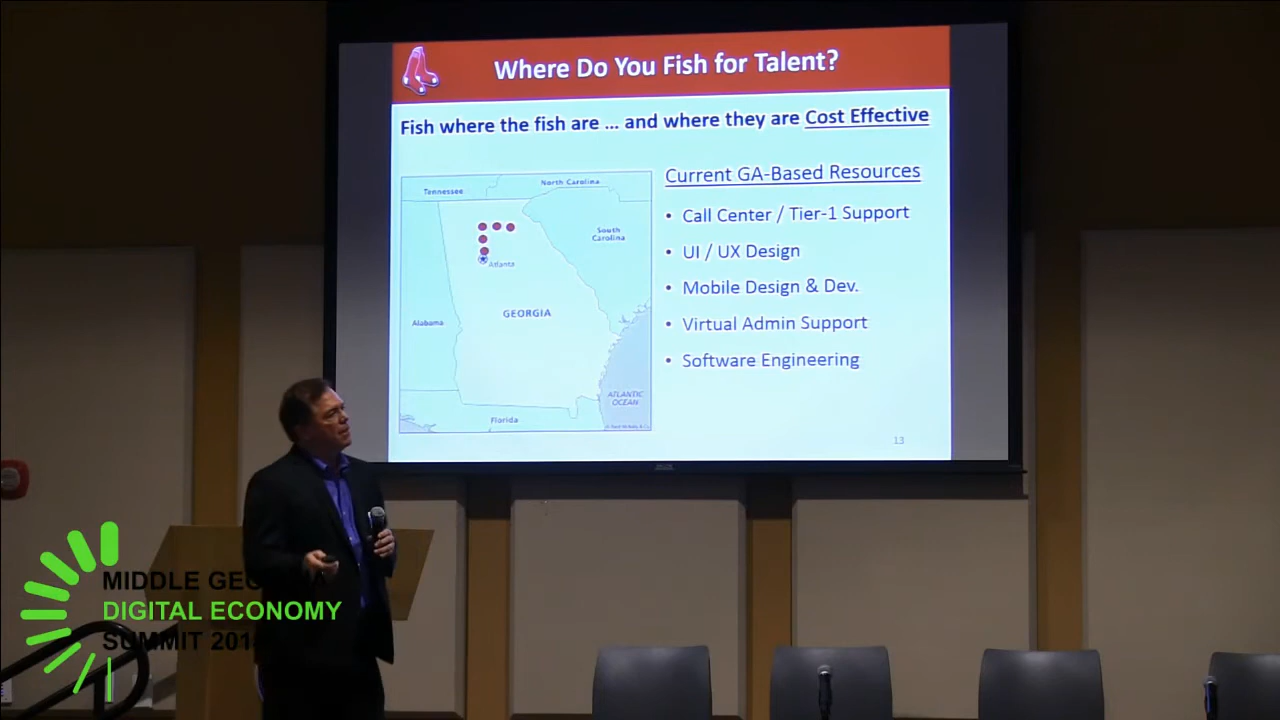 Where Do You Fish for Talent?
Fish where the fish are ... and where they are Cost Effective
Tennessee
North Carolina
South
Carolina
Atlanta
GEORGIA
Alabama
ATLANTIC
OCEAN
Florida
Current GA-Based Resources
• Call Center / Tier-1 Support
• UI / UX Design
• Mobile Design & Dev.
• Virtual Admin Support
• Software Engineering
13
MIDDLE GEORGIA
DIGITAL ECONOMY
SUMMIT